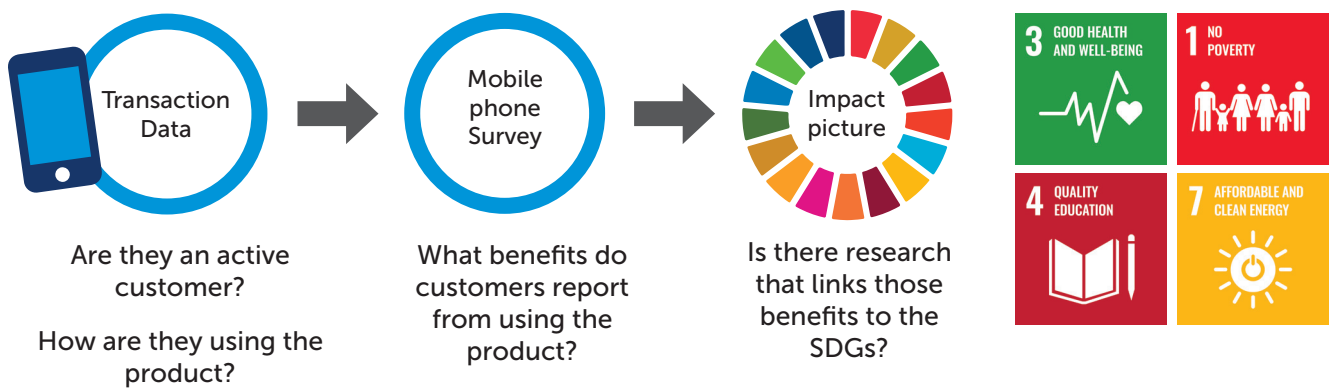 Transaction
Data
Are they an active
customer?
How are they using the
product?
Mobile
phone
Survey
What benefits do
customers report
from using the
product?
Impact
picture
Is there research
that links those
benefits to the
SDGs?
3 GOOD HEALTH
AND WELL-BEING
1 NO
POVERTY
4 QUALITY
EDUCATION
7 AFFORDABLE AND
CLEAN ENERGY